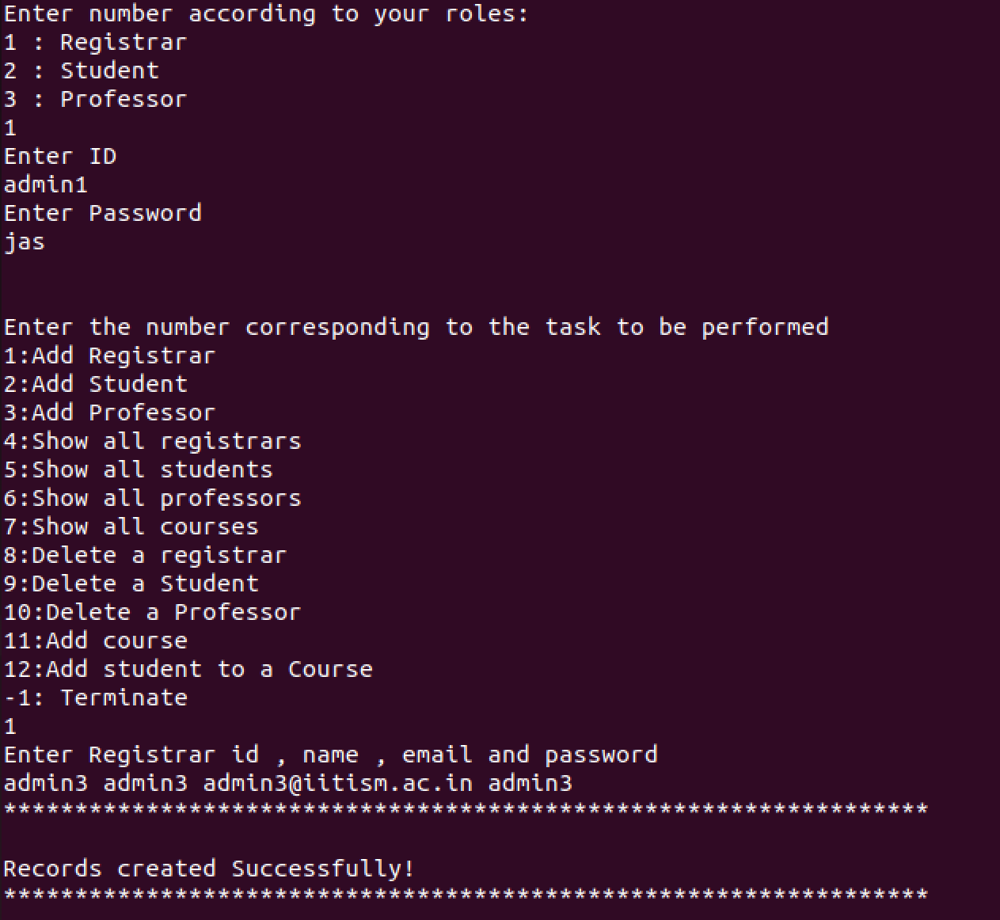 Enter number according to your roles:
1 : Registrar
2 : Student
3 : Professor
1
Enter ID
admin1
Enter Password
jas
Enter the number corresponding to the task to be performed
1:Add Registrar
2:Add Student
3:Add Professor
4:Show all registrars
5:Show all students
6:Show all professors
7:Show all courses
8:Delete a registrar
9:Delete a Student
10:Delete a Professor
11:Add course
12:Add student to a Course
-1: Terminate
1
Enter Registrar id , name , email and password
admin3 admin3 admin3@iitism.ac.in admin3
*****************************************************************
Records created Successfully!
*****************************************************************